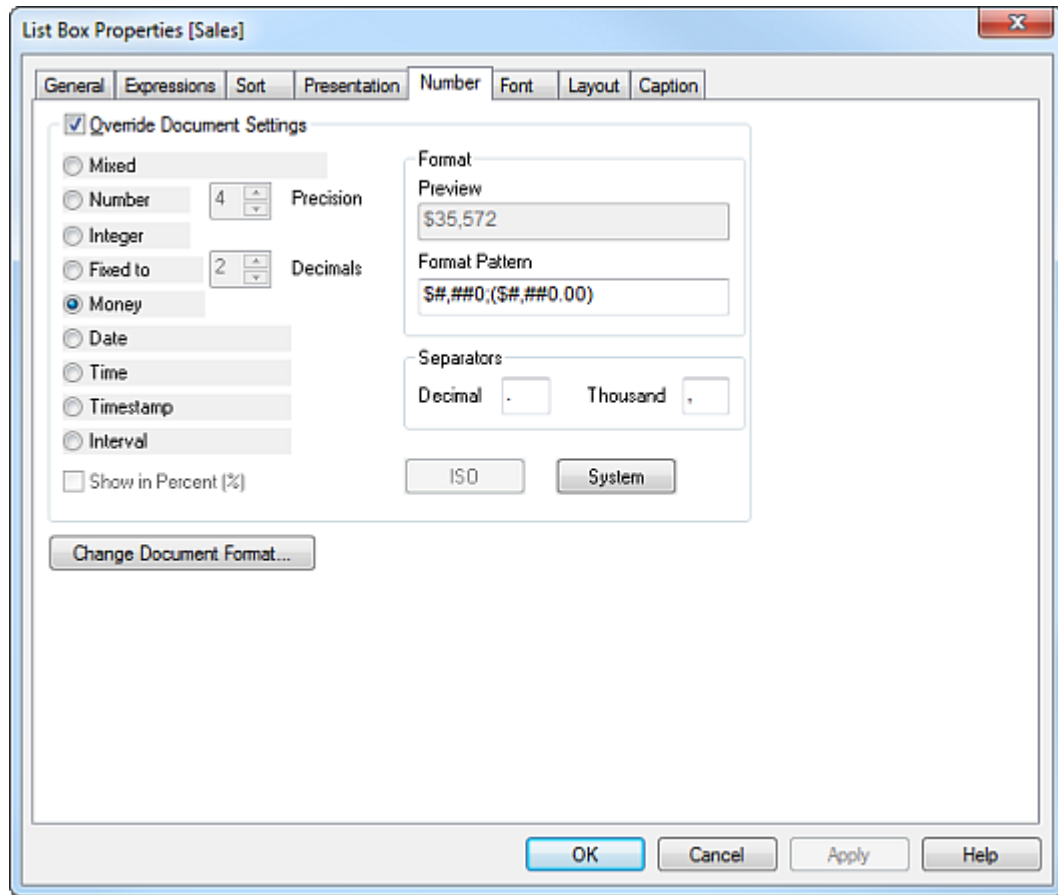 List Box Properties [Sales]
General Expressions Sort Presentation Number Font Layout Caption
Override Document Settings
Mixed
Number 4 Precision
Integer
Fixed to 2 Decimals
Money
Date
Time
Timestamp
Interval
Show in Percent (%)
Format
Preview
$35,572
Format Pattern
$#,##0;($#,##0.00)
Separators
Decimal . Thousand ,
ISO System
Change Document Format...
OK Cancel Apply Help